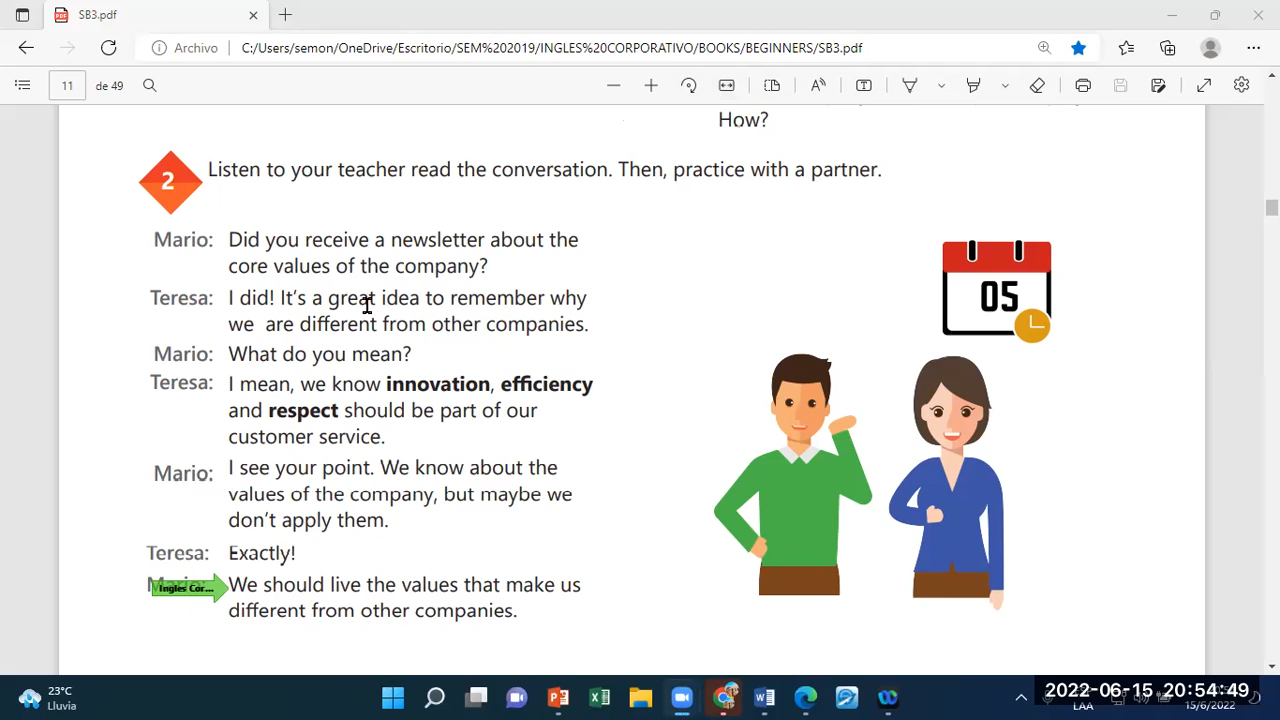 SB3.pdf
Archivo
C:/Users/semon/OneDrive/Escritorio/SEM%202019/INGLES%20CORPORATIVO/BOOKS/BEGINNERS/SB3.pdf
11
de 49
How?
2
Listen to your teacher read the conversation. Then, practice with a partner.
Mario: Did you receive a newsletter about the
core values of the company?
Teresa: I did! It's a great idea to remember why
we are different from other companies.
Mario: What do you mean?
Teresa: I mean, we know innovation, efficiency
and respect should be part of our
customer service.
Mario: I see your point. We know about the
values of the company, but maybe we
don't apply them.
Teresa: Exactly!
Mario: We should live the values that make us
different from other companies.
Ingles Cor...
05
23°C
Lluvia
LAA
2022-06-15 20:54:49
15/6/2022